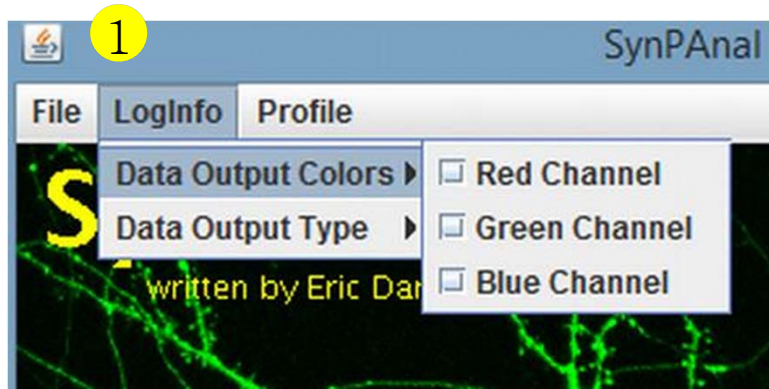 1
SynPAnal
File LogInfo Profile
Data Output Colors
Red Channel
Data Output Type
Green Channel
Blue Channel
written by Eric